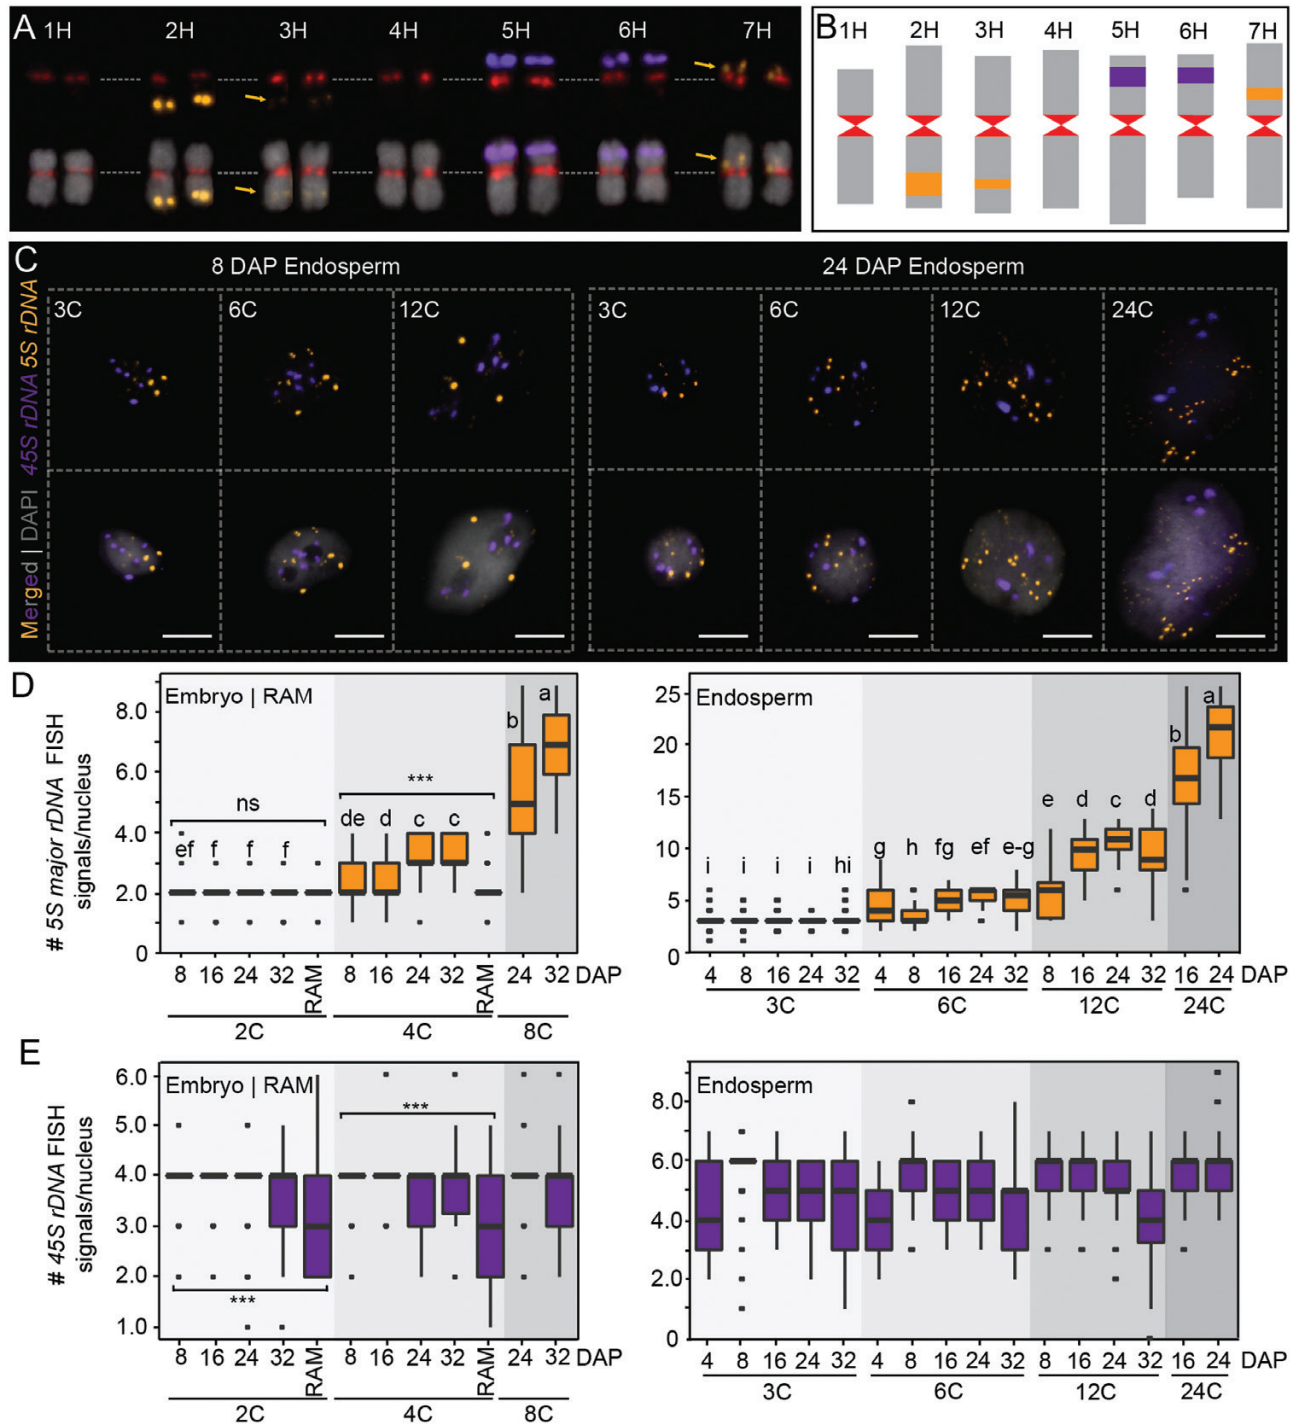 A
1H 2H 3H 4H 5H 6H 7H
B
1H 2H 3H 4H 5H 6H 7H
C
8 DAP Endosperm
24 DAP Endosperm
3C 6C 12C
3C 6C 12C 24C
45S rDNA 5S rDNA
Merged | DAPI
D
# 5S major rDNA FISH
signals/nucleus
Embryo | RAM
8.0
6.0
4.0
2.0
0
ns
ef f f f
***
de d c c
b a
8 16 24 32 RAM 8 16 24 32 RAM 24 32 DAP
2C 4C 8C
Endosperm
25
20
15
10
5
0
i i i i hi
g h fg ef e-g
e d c d
b a
4 8 16 24 32 4 8 16 24 32 8 16 24 32 16 24 DAP
3C 6C 12C 24C
E
# 45S rDNA FISH
signals/nucleus
Embryo | RAM
6.0
5.0
4.0
3.0
2.0
1.0
***
***
8 16 24 32 RAM 8 16 24 32 RAM 24 32 DAP
2C 4C 8C
Endosperm
8.0
6.0
4.0
2.0
0
4 8 16 24 32 4 8 16 24 32 8 16 24 32 16 24 DAP
3C 6C 12C 24C